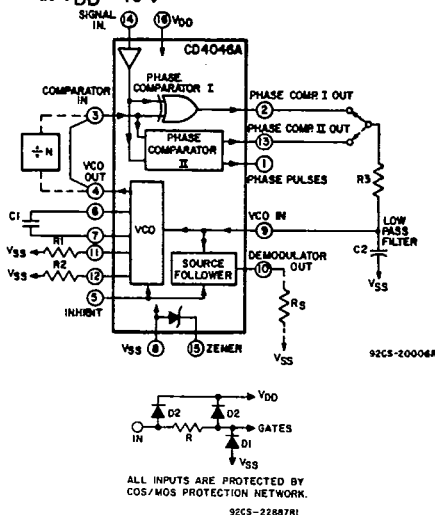 SIGNAL IN.
14
16
VDD
CD4046A
PHASE COMPARATOR I
COMPARATOR IN
3
÷N
VCO OUT
4
PHASE COMPARATOR II
PHASE COMP. I OUT
2
PHASE COMP. II OUT
13
1
PHASE PULSES
R3
C1
6
7
VCO
VCO IN
9
LOW PASS FILTER
C2
VSS
VSS
R1
11
VSS
R2
12
SOURCE FOLLOWER
DEMODULATOR OUT
10
5
INHIBIT
RS
VSS
VSS
8
15
ZENER
92CS-20006R
VDD
D2
D2
IN
R
GATES
D1
VSS
ALL INPUTS ARE PROTECTED BY
COS/MOS PROTECTION NETWORK.
92CS-22887RI